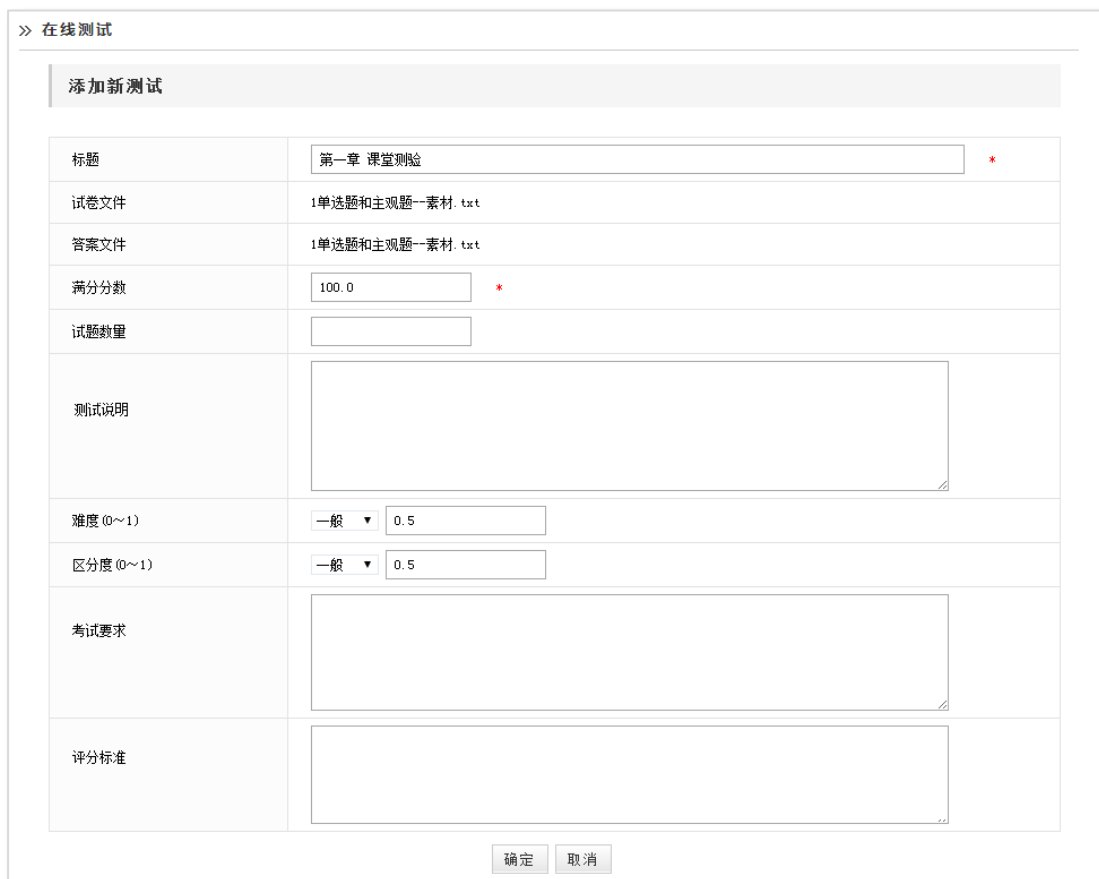 » 在线测试
添加新测试
标题 第一章 课堂测验 *
试卷文件 1单选题和主观题--素材.txt
答案文件 1单选题和主观题--素材.txt
满分分数 100.0 *
试题数量
测试说明
难度(0～1) 一般 ▼ 0.5
区分度(0～1) 一般 ▼ 0.5
考试要求
评分标准
确定 取消